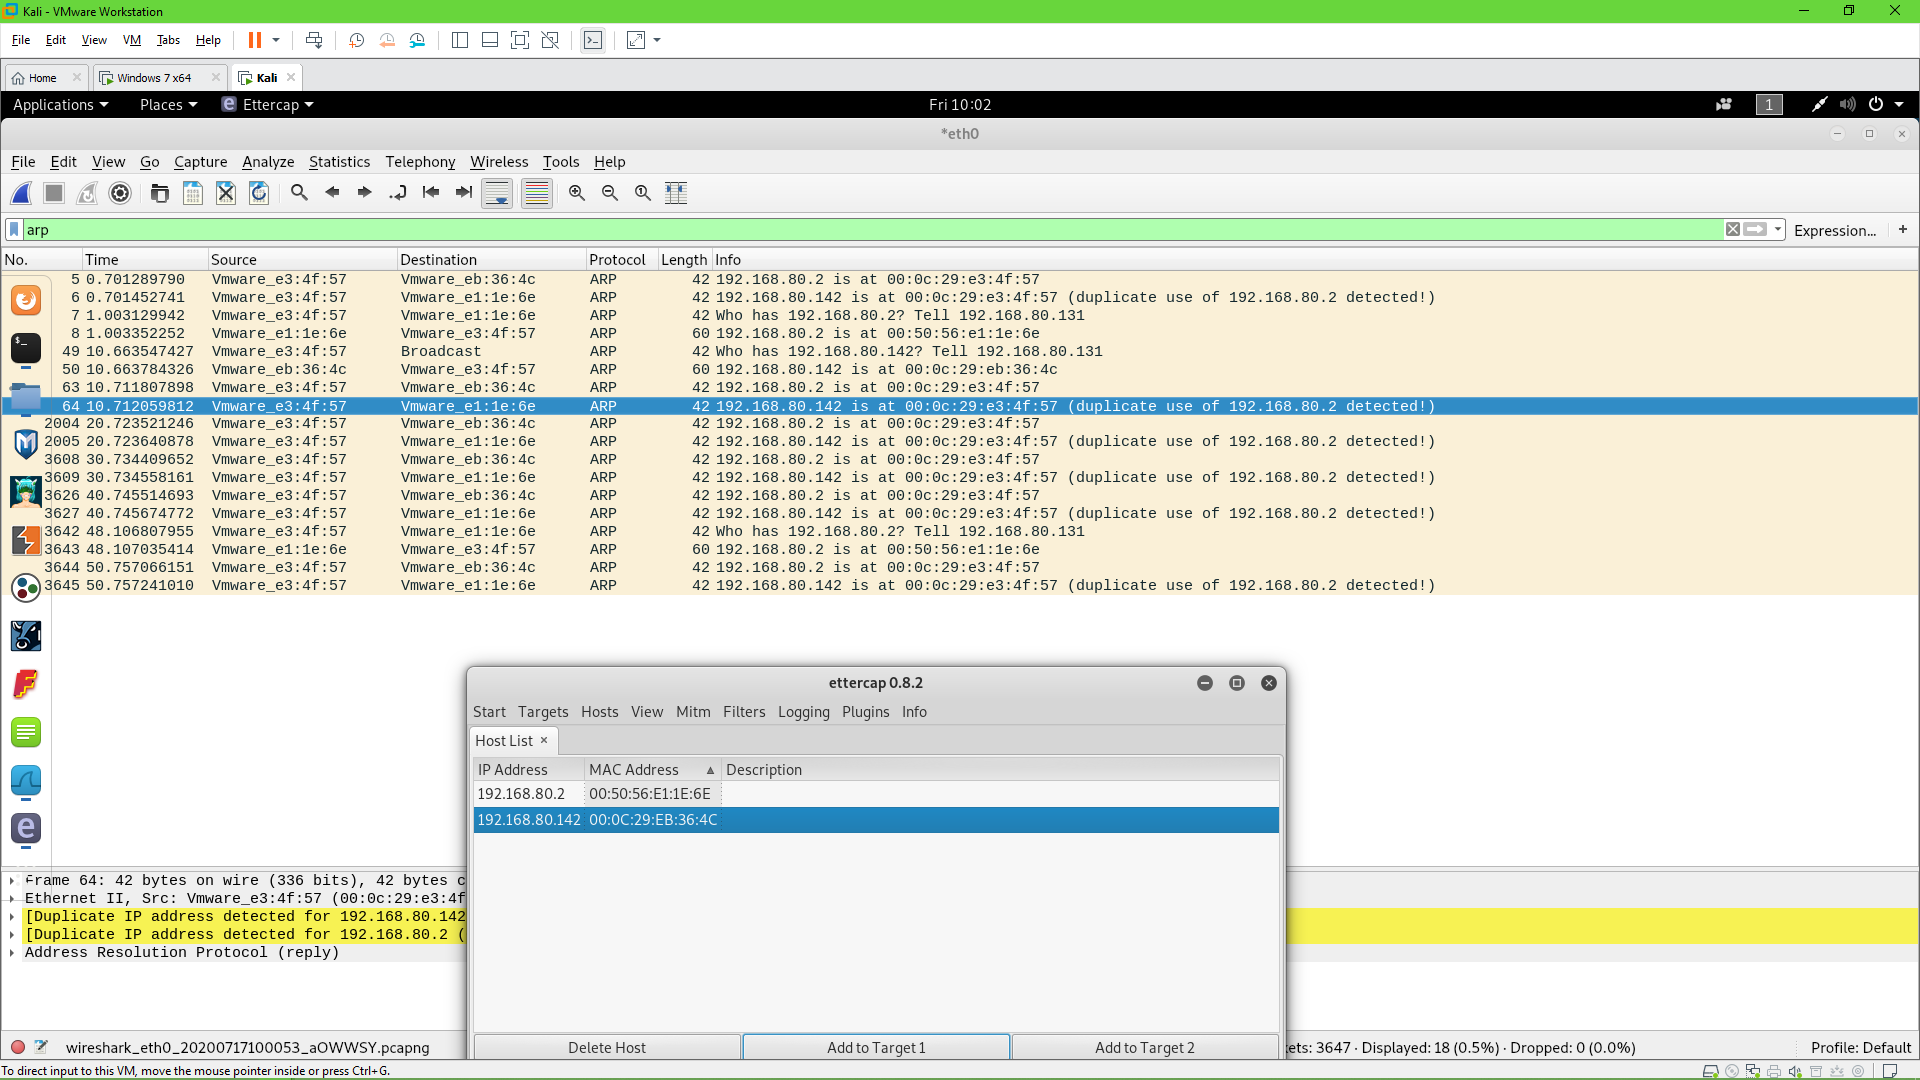 Kali - VMware Workstation
File Edit View VM Tabs Help
Home Windows 7 x64 Kali
Applications Places Ettercap Fri 10:02 1
*eth0
File Edit View Go Capture Analyze Statistics Telephony Wireless Tools Help
arp Expression... +
No. Time Source Destination Protocol Length Info
5 0.701289790 Vmware_e3:4f:57 Vmware_eb:36:4c ARP 42 192.168.80.2 is at 00:0c:29:e3:4f:57
6 0.701452741 Vmware_e3:4f:57 Vmware_e1:1e:6e ARP 42 192.168.80.142 is at 00:0c:29:e3:4f:57 (duplicate use of 192.168.80.2 detected!)
7 1.003129942 Vmware_e3:4f:57 Vmware_e1:1e:6e ARP 42 Who has 192.168.80.2? Tell 192.168.80.131
8 1.003352252 Vmware_e1:1e:6e Vmware_e3:4f:57 ARP 60 192.168.80.2 is at 00:50:56:e1:1e:6e
49 10.663547427 Vmware_e3:4f:57 Broadcast ARP 42 Who has 192.168.80.142? Tell 192.168.80.131
50 10.663784326 Vmware_eb:36:4c Vmware_e3:4f:57 ARP 60 192.168.80.142 is at 00:0c:29:eb:36:4c
63 10.711807898 Vmware_e3:4f:57 Vmware_eb:36:4c ARP 42 192.168.80.2 is at 00:0c:29:e3:4f:57
64 10.712059812 Vmware_e3:4f:57 Vmware_e1:1e:6e ARP 42 192.168.80.142 is at 00:0c:29:e3:4f:57 (duplicate use of 192.168.80.2 detected!)
2004 20.723521246 Vmware_e3:4f:57 Vmware_eb:36:4c ARP 42 192.168.80.2 is at 00:0c:29:e3:4f:57
2005 20.723640878 Vmware_e3:4f:57 Vmware_e1:1e:6e ARP 42 192.168.80.142 is at 00:0c:29:e3:4f:57 (duplicate use of 192.168.80.2 detected!)
3608 30.734409652 Vmware_e3:4f:57 Vmware_eb:36:4c ARP 42 192.168.80.2 is at 00:0c:29:e3:4f:57
3609 30.734558161 Vmware_e3:4f:57 Vmware_e1:1e:6e ARP 42 192.168.80.142 is at 00:0c:29:e3:4f:57 (duplicate use of 192.168.80.2 detected!)
3626 40.745514693 Vmware_e3:4f:57 Vmware_eb:36:4c ARP 42 192.168.80.2 is at 00:0c:29:e3:4f:57
3627 40.745674772 Vmware_e3:4f:57 Vmware_e1:1e:6e ARP 42 192.168.80.142 is at 00:0c:29:e3:4f:57 (duplicate use of 192.168.80.2 detected!)
3642 48.106807955 Vmware_e3:4f:57 Vmware_e1:1e:6e ARP 42 Who has 192.168.80.2? Tell 192.168.80.131
3643 48.107035414 Vmware_e1:1e:6e Vmware_e3:4f:57 ARP 60 192.168.80.2 is at 00:50:56:e1:1e:6e
3644 50.757066151 Vmware_e3:4f:57 Vmware_eb:36:4c ARP 42 192.168.80.2 is at 00:0c:29:e3:4f:57
3645 50.757241010 Vmware_e3:4f:57 Vmware_e1:1e:6e ARP 42 192.168.80.142 is at 00:0c:29:e3:4f:57 (duplicate use of 192.168.80.2 detected!)
ettercap 0.8.2
Start Targets Hosts View Mitm Filters Logging Plugins Info
Host List ×
IP Address MAC Address Description
192.168.80.2 00:50:56:E1:1E:6E
192.168.80.142 00:0C:29:EB:36:4C
Delete Host Add to Target 1 Add to Target 2
Frame 64: 42 bytes on wire (336 bits), 42 bytes c
Ethernet II, Src: Vmware_e3:4f:57 (00:0c:29:e3:4f
[Duplicate IP address detected for 192.168.80.142
[Duplicate IP address detected for 192.168.80.2 (
Address Resolution Protocol (reply)
wireshark_eth0_20200717100053_aOWWSY.pcapng ets: 3647 · Displayed: 18 (0.5%) · Dropped: 0 (0.0%) Profile: Default
To direct input to this VM, move the mouse pointer inside or press Ctrl+G.